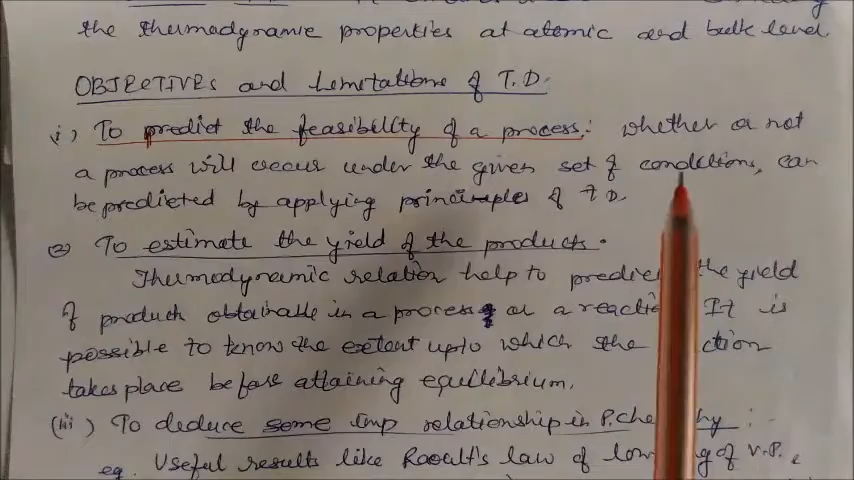 the thermodynamic properties at atomic and bulk level.
OBJECTIVES and Limitations of T.D.
(i) To predict the feasibility of a process: whether or not
a process will occur under the given set of conditions, can
be predicted by applying principles of T.D.
(2) To estimate the yield of the products.
Thermodynamic relation help to predict the yield
of product obtainable in a process or a reaction It is
possible to know the extent upto which the ction
takes place before attaining equilibrium.
(iii) To deduce some Imp relationship in P. che y :
eg. Useful results like Raoult's law of low g of V.P.